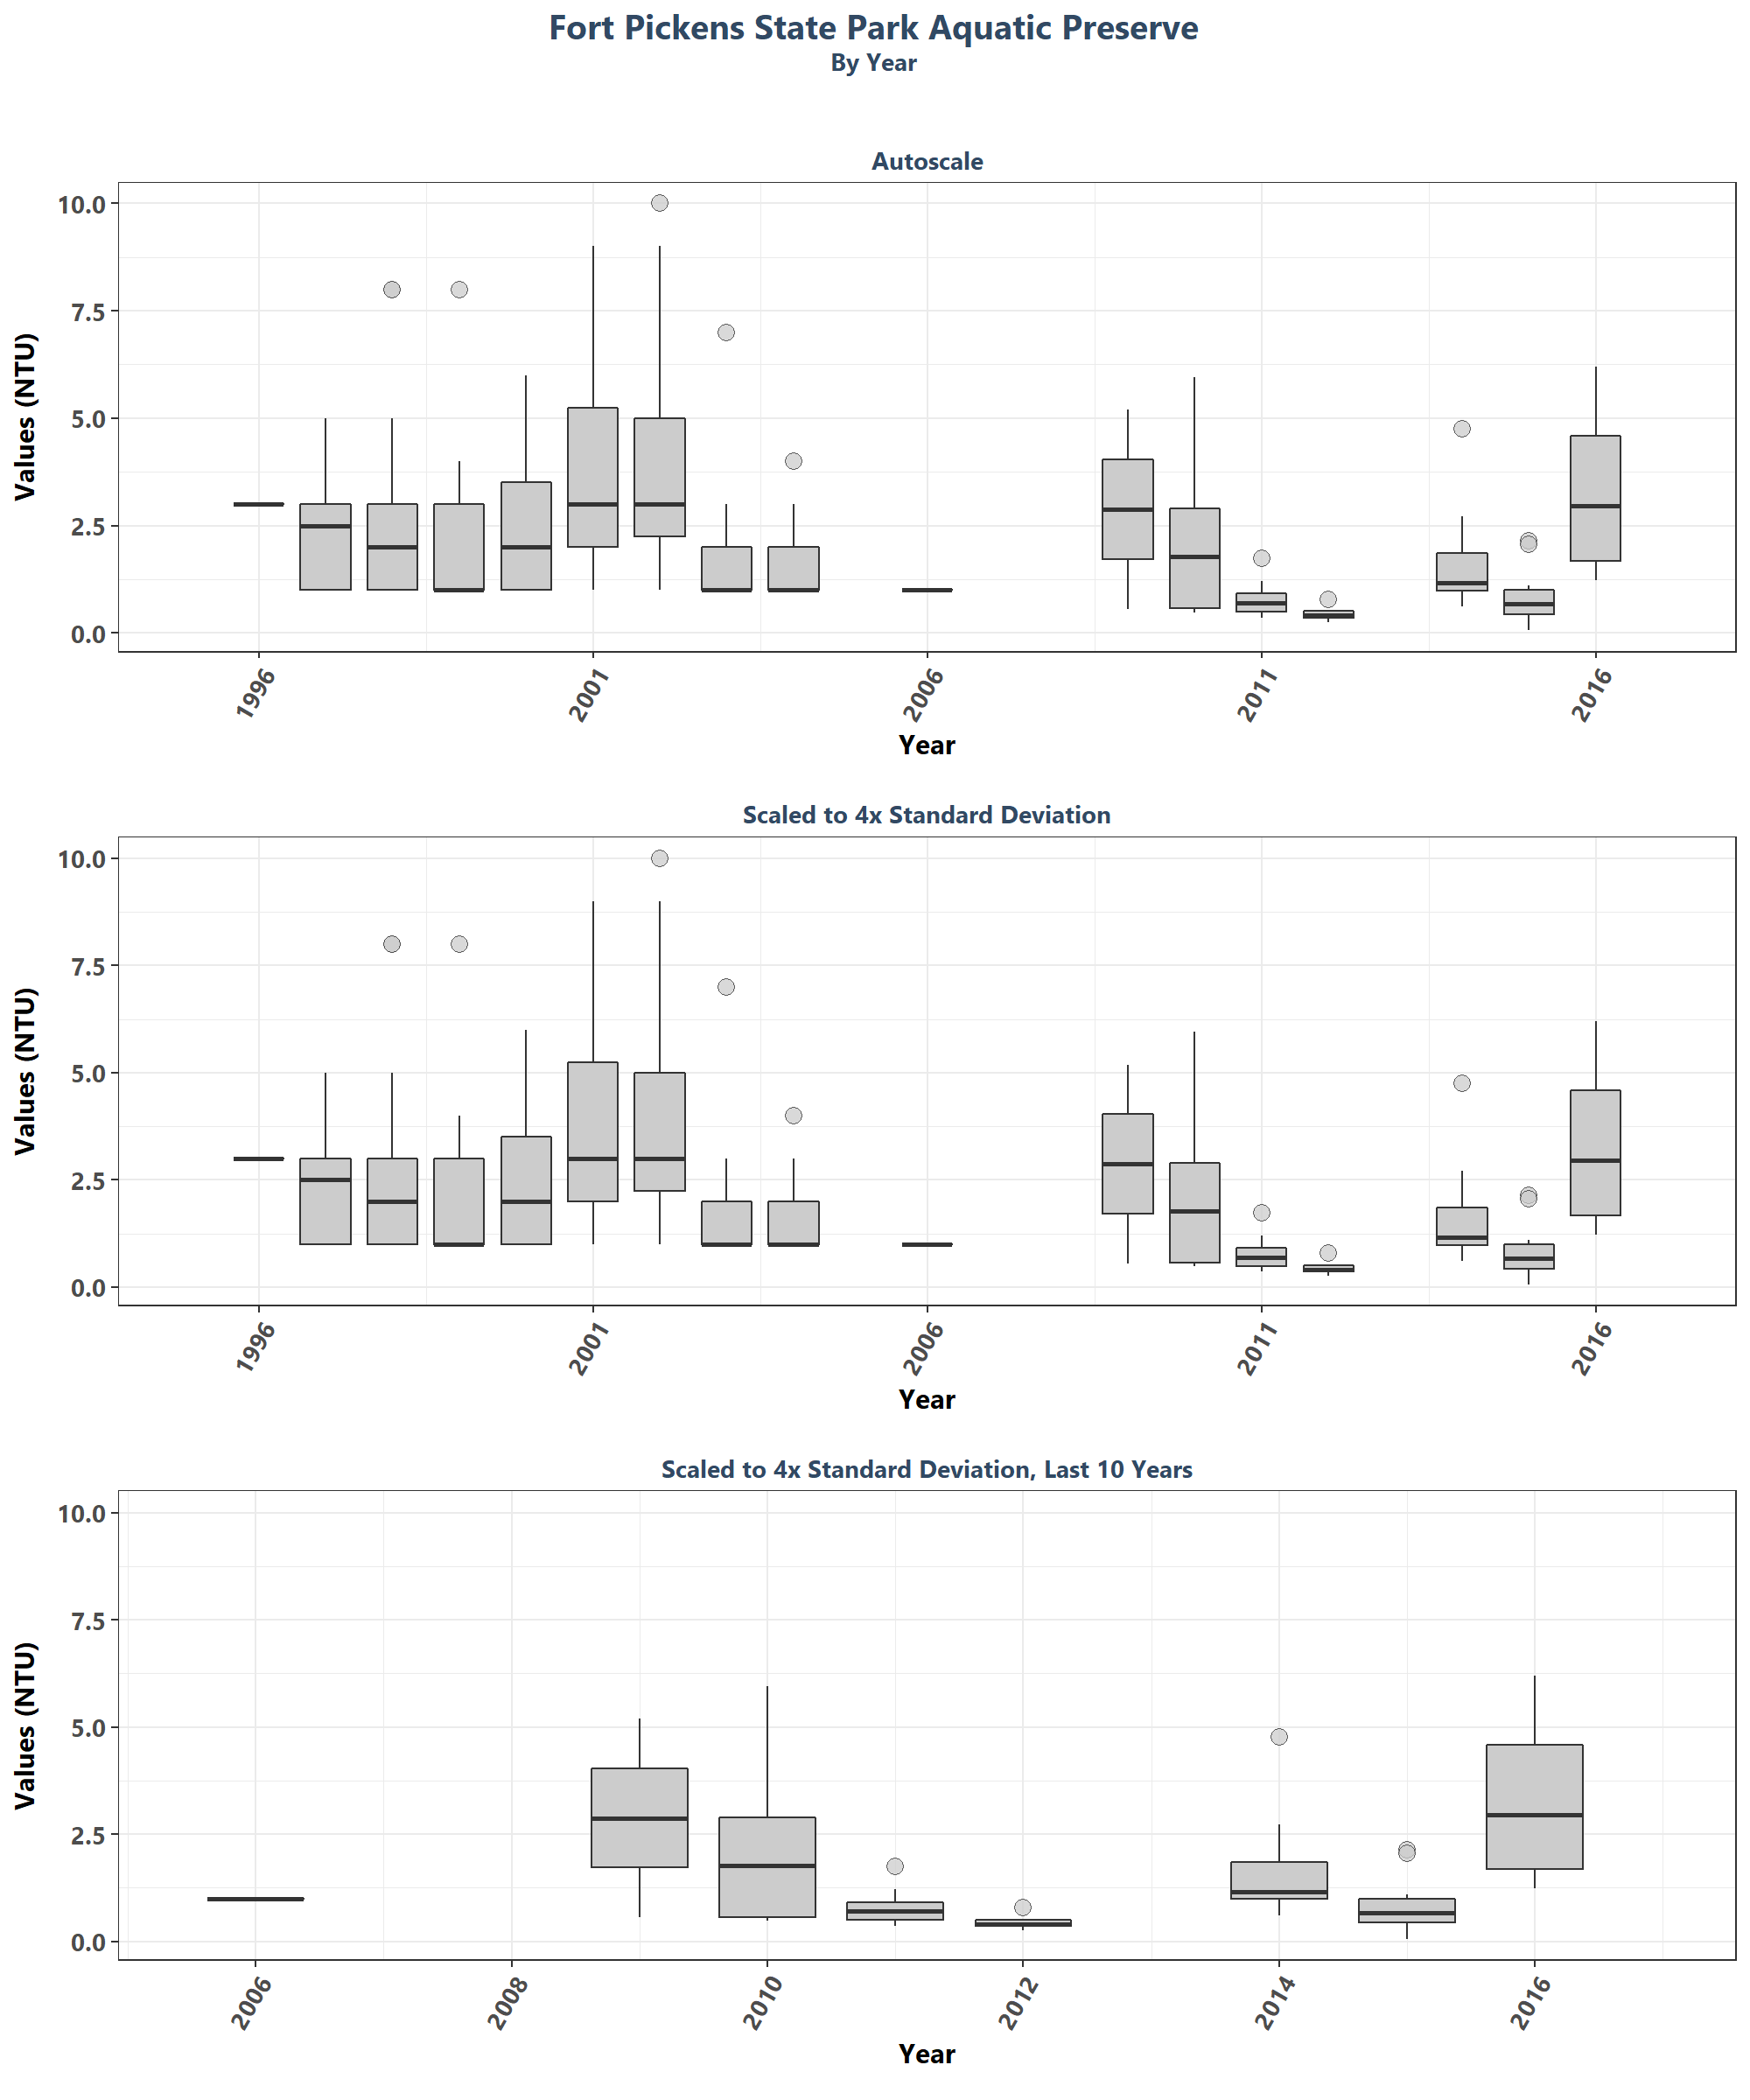 Fort Pickens State Park Aquatic Preserve
By Year
Autoscale
Values (NTU)
10.0
7.5
5.0
2.5
0.0
1996
2001
2006
2011
2016
Year
Scaled to 4x Standard Deviation
Values (NTU)
10.0
7.5
5.0
2.5
0.0
1996
2001
2006
2011
2016
Year
Scaled to 4x Standard Deviation, Last 10 Years
Values (NTU)
10.0
7.5
5.0
2.5
0.0
2006
2008
2010
2012
2014
2016
Year